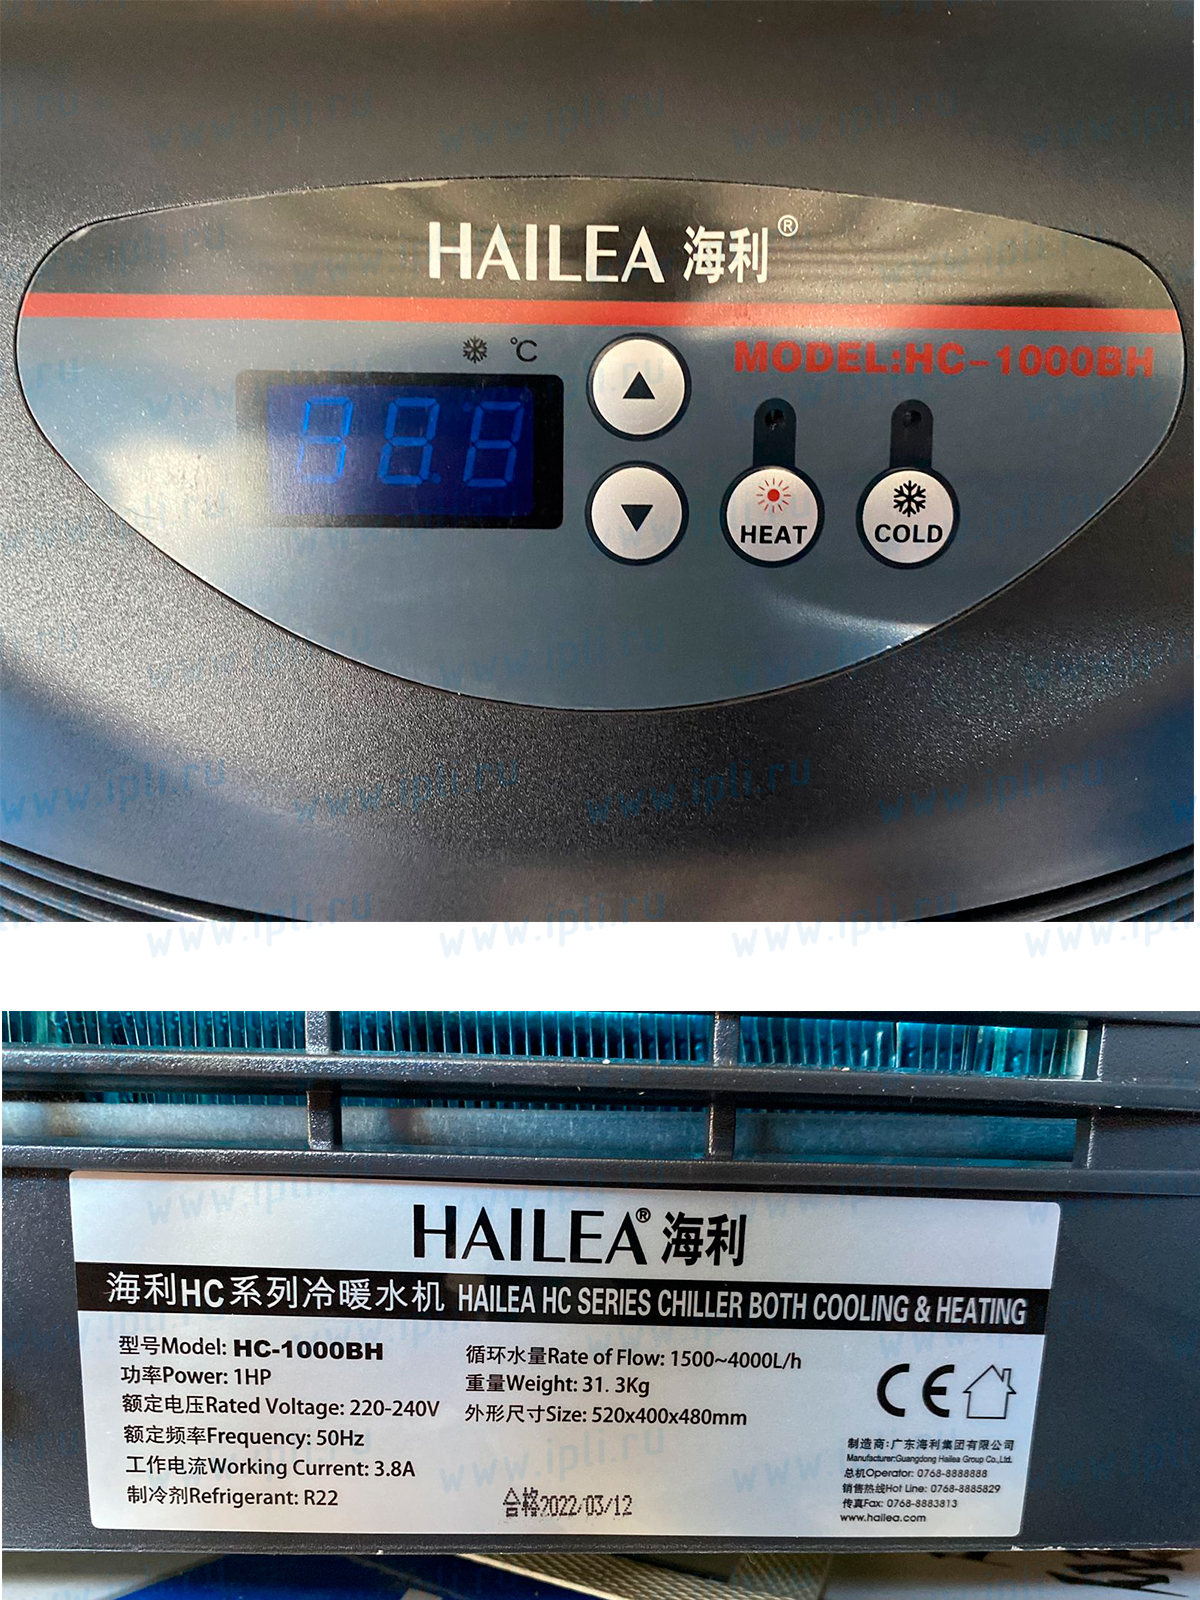 HAILEA 海利®
❄ °C
MODEL:HC-1000BH
▲
▼
HEAT
COLD
HAILEA® 海利
海利HC系列冷暖水机 HAILEA HC SERIES CHILLER BOTH COOLING & HEATING
型号Model: HC-1000BH
功率Power: 1HP
额定电压Rated Voltage: 220-240V
额定频率Frequency: 50Hz
工作电流Working Current: 3.8A
制冷剂Refrigerant: R22
循环水量Rate of Flow: 1500~4000L/h
重量Weight: 31. 3Kg
外形尺寸Size: 520x400x480mm
合格2022/03/12
CE
制造商:广东海利集团有限公司
Manufacturer:Guangdong Hailea Group Co.,Ltd.
总机Operator: 0768-8888888
销售热线Hot Line: 0768-8885829
传真Fax: 0768-8883813
www.hailea.com
www.ipli.ru